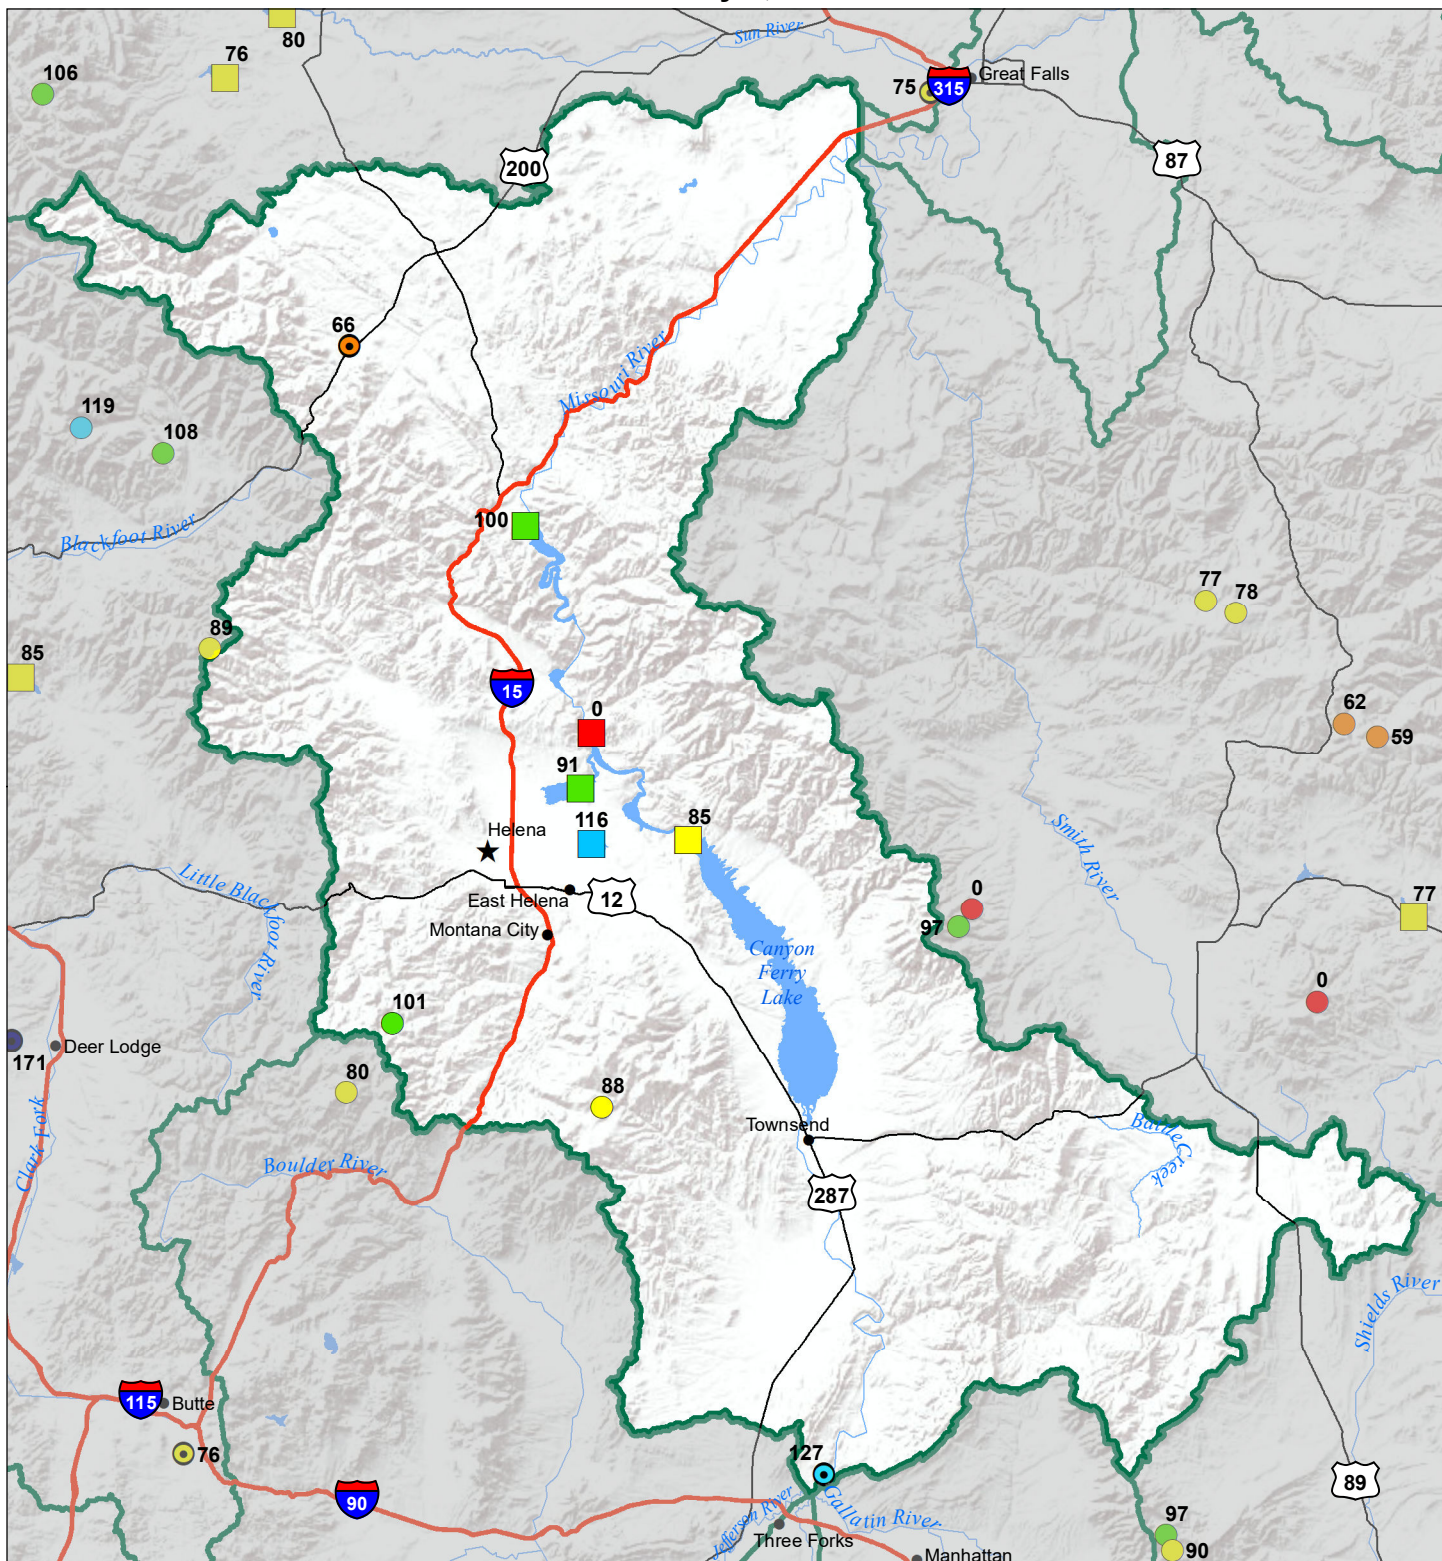 80
Sun River
76
106
75
315
Great Falls
200
87
66
Missouri River
119
108
100
Blackfoot River
77
78
89
85
15
62
0
59
91
85
116
Helena
Smith River
Little Blackfoot River
0
77
East Helena
12
97
Montana City
Canyon
Ferry
Lake
0
101
171
Deer Lodge
80
88
Townsend
Battle Creek
Clark Fork
Boulder River
287
Shields River
115
Butte
76
127
89
90
Jefferson River
Gallatin River
97
Three Forks
90
Manhattan